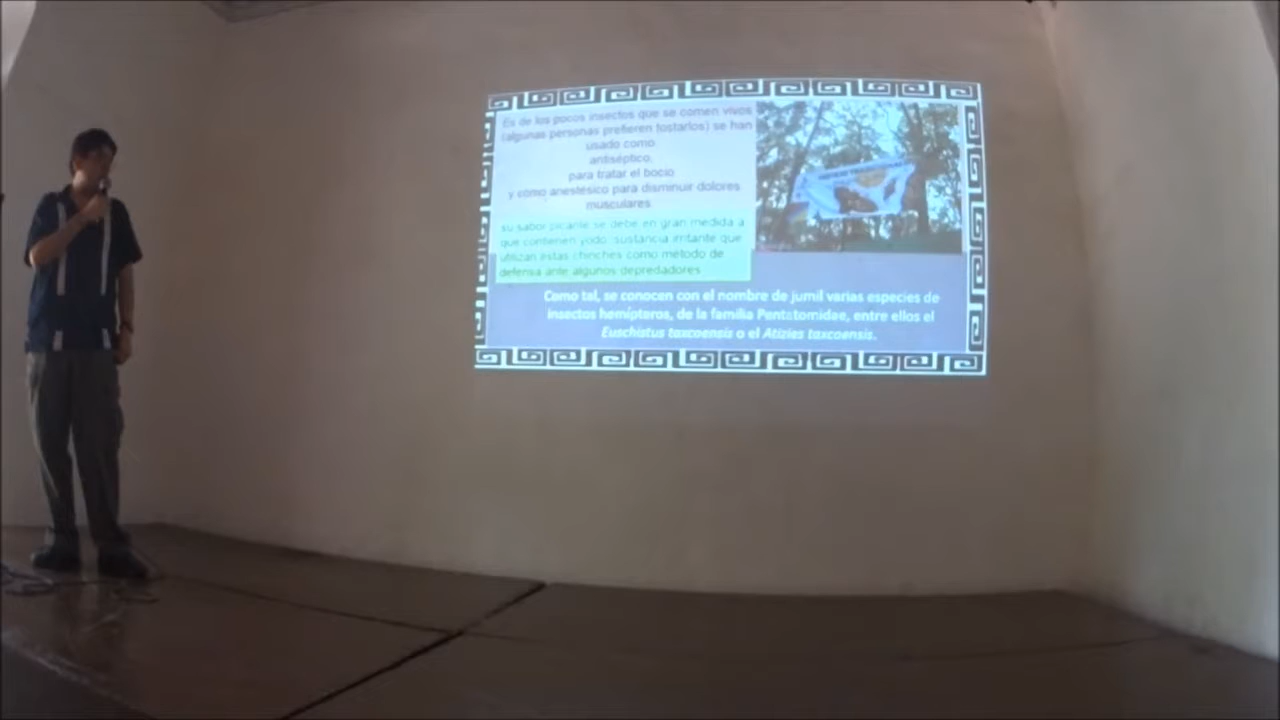 Es de los pocos insectos que se comen vivos
(algunas personas prefieren tostarlos) se han
usado como
antiséptico,
para tratar el bocio
y como anestésico para disminuir dolores
musculares
su sabor picante se debe en gran medida a
que contienen yodo: sustancia irritante que
utilizan estas chinches como método de
defensa ante algunos depredadores
Como tal, se conocen con el nombre de jumil varias especies de
insectos hemípteros, de la familia Pentatomidae, entre ellos el
Euschistus taxcoensis o el Atizies taxcoensis.